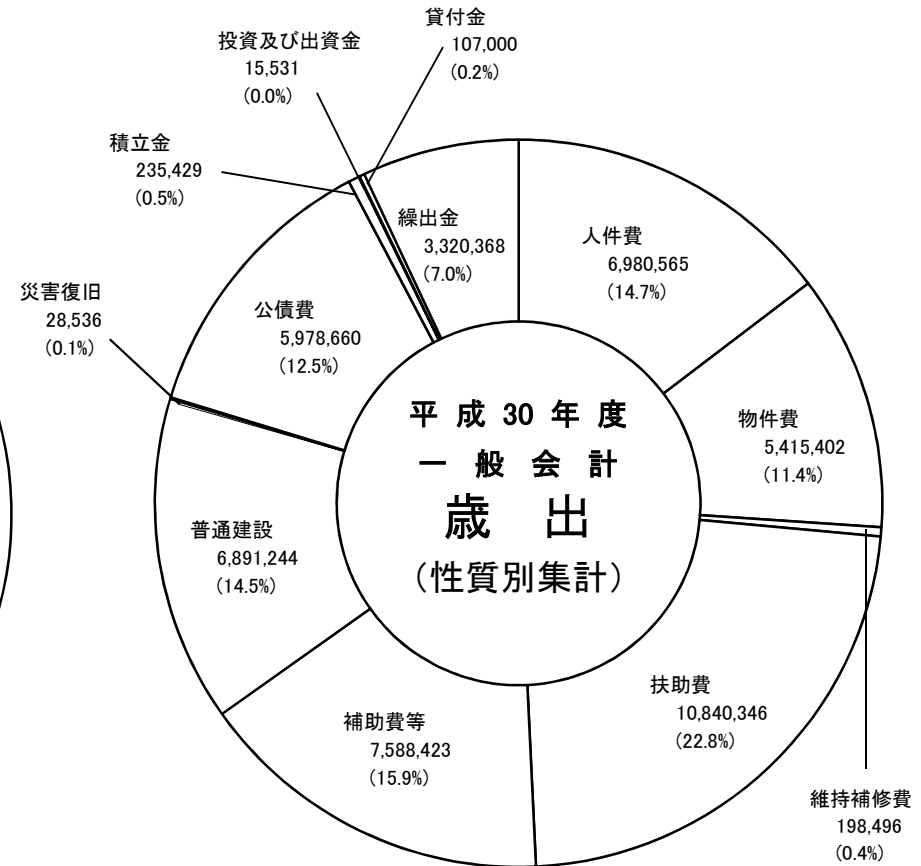 貸付金
107,000
(0.2%)
投資及び出資金
15,531
(0.0%)
積立金
235,429
(0.5%)
繰出金
3,320,368
(7.0%)
人件費
6,980,565
(14.7%)
災害復旧
28,536
(0.1%)
公債費
5,978,660
(12.5%)
物件費
5,415,402
(11.4%)
平成30年度
一般会計
歳出
(性質別集計)
普通建設
6,891,244
(14.5%)
扶助費
10,840,346
(22.8%)
補助費等
7,588,423
(15.9%)
維持補修費
198,496
(0.4%)